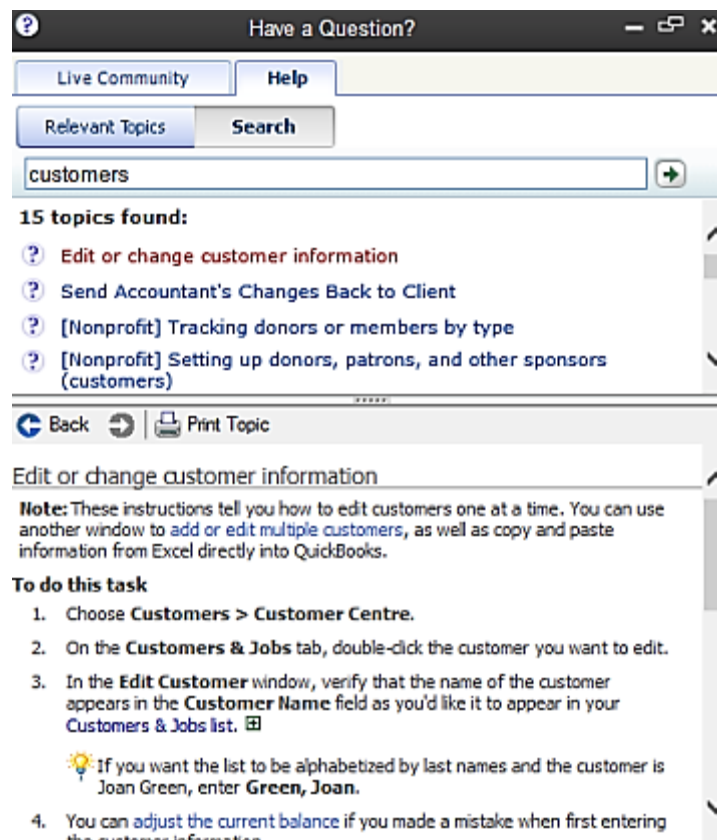 Have a Question?
Live Community
Help
Relevant Topics
Search
customers
15 topics found:
Edit or change customer information
Send Accountant's Changes Back to Client
[Nonprofit] Tracking donors or members by type
[Nonprofit] Setting up donors, patrons, and other sponsors
(customers)
Back
Print Topic
Edit or change customer information
Note: These instructions tell you how to edit customers one at a time. You can use
another window to add or edit multiple customers, as well as copy and paste
information from Excel directly into QuickBooks.
To do this task
1. Choose Customers > Customer Centre.
2. On the Customers & Jobs tab, double-click the customer you want to edit.
3. In the Edit Customer window, verify that the name of the customer
appears in the Customer Name field as you'd like it to appear in your
Customers & Jobs list.
If you want the list to be alphabetized by last names and the customer is
Joan Green, enter Green, Joan.
4. You can adjust the current balance if you made a mistake when first entering
the customer information